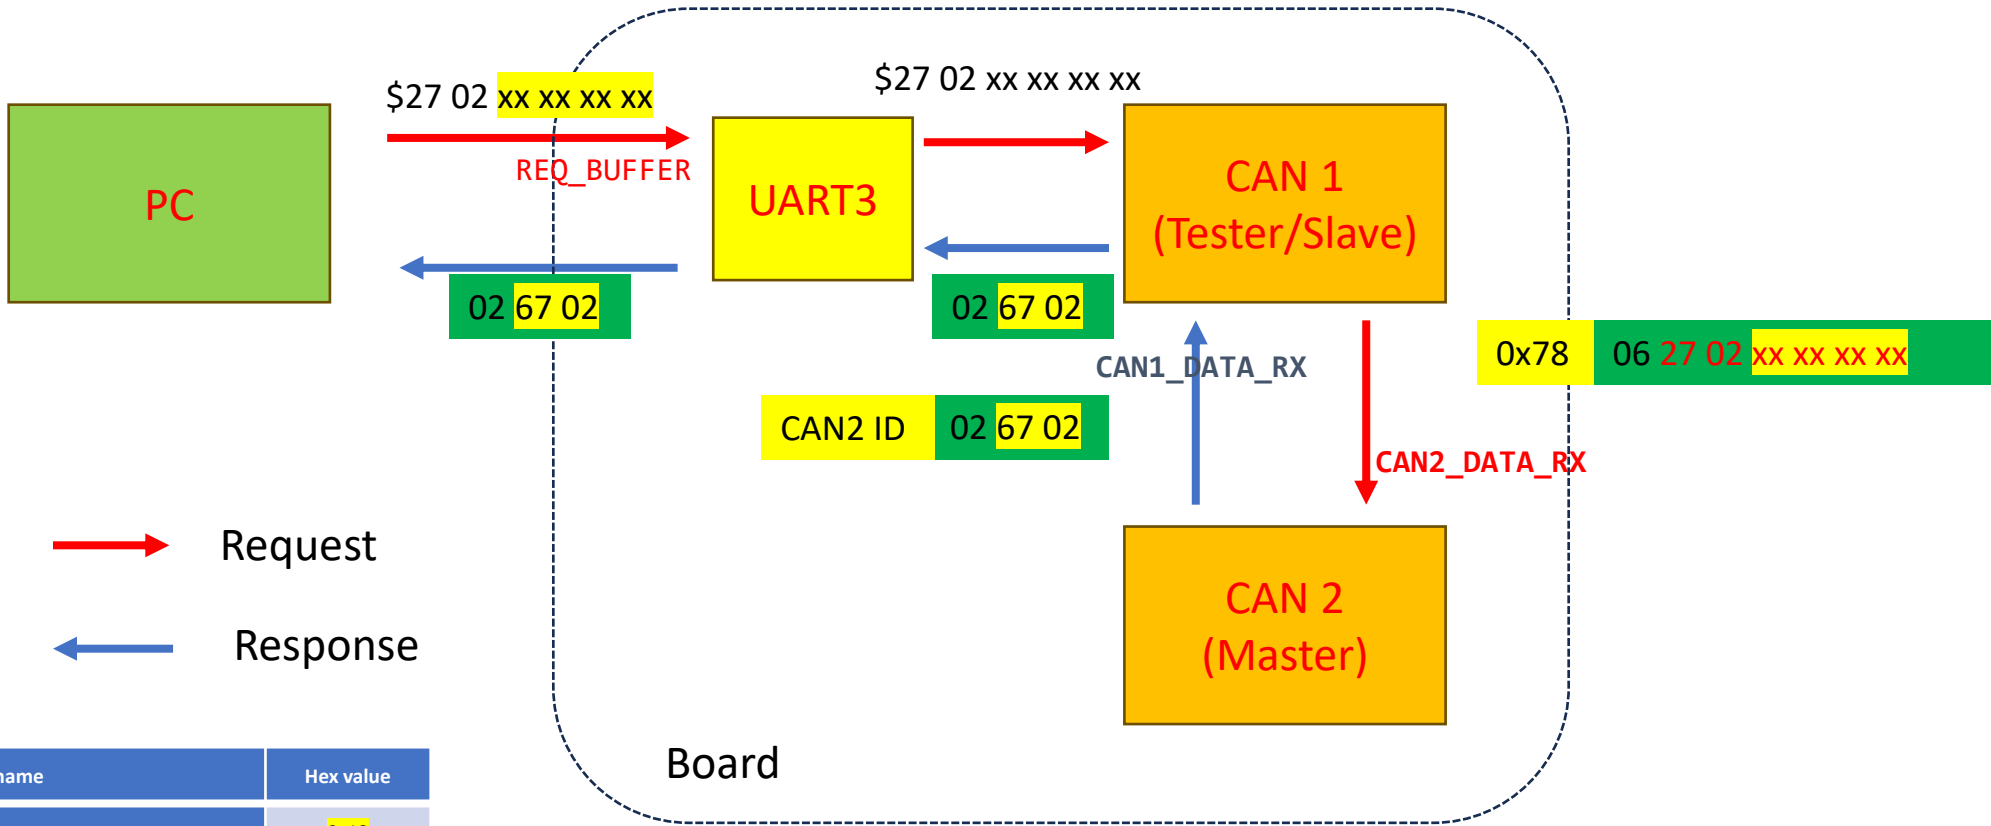 $27 02 xx xx xx xx
$27 02 xx xx xx xx
PC
REQ_BUFFER
UART3
CAN 1
(Tester/Slave)
02 67 02
02 67 02
CAN1_DATA_RX
0x78 06 27 02 xx xx xx xx
CAN2 ID 02 67 02
CAN2_DATA_RX
Request
CAN 2
(Master)
Response
Board
name Hex value